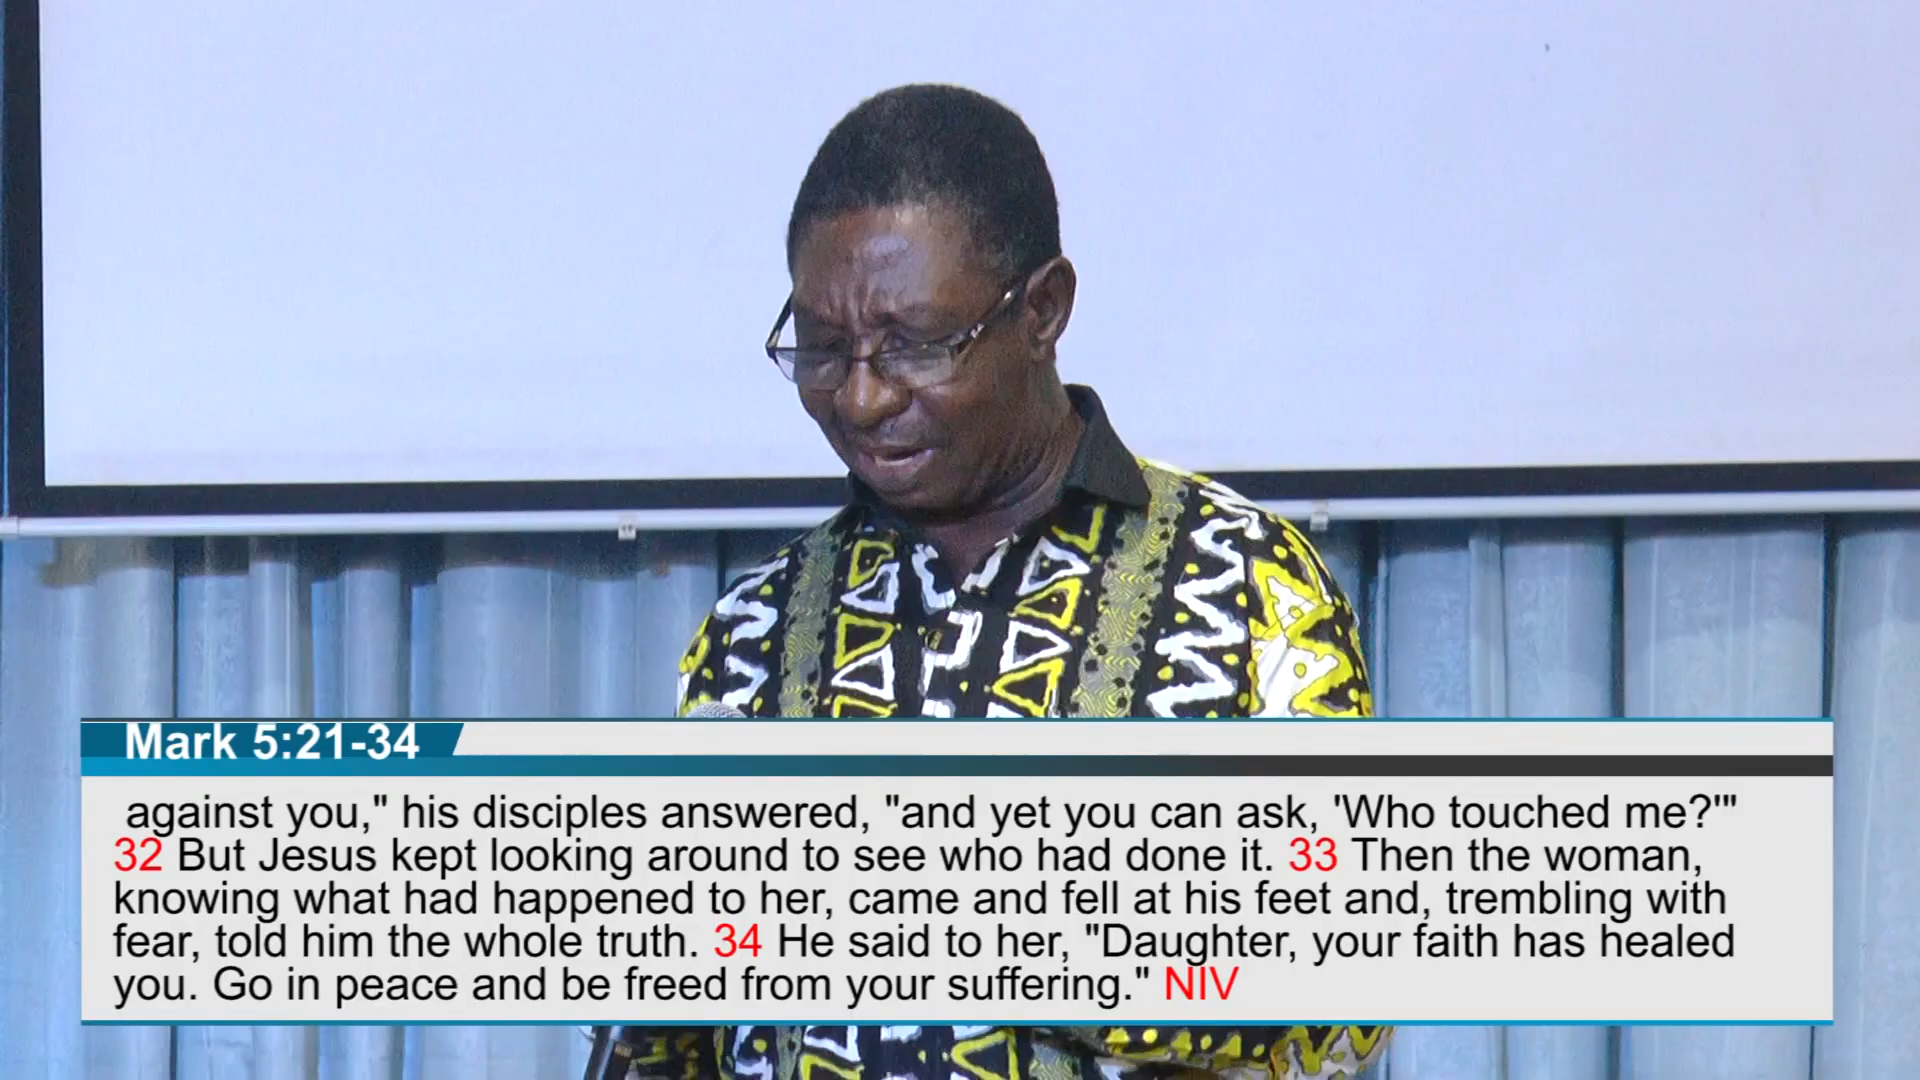 Mark 5:21-34
against you," his disciples answered, "and yet you can ask, 'Who touched me?'"
32 But Jesus kept looking around to see who had done it. 33 Then the woman,
knowing what had happened to her, came and fell at his feet and, trembling with
fear, told him the whole truth. 34 He said to her, "Daughter, your faith has healed
you. Go in peace and be freed from your suffering." NIV